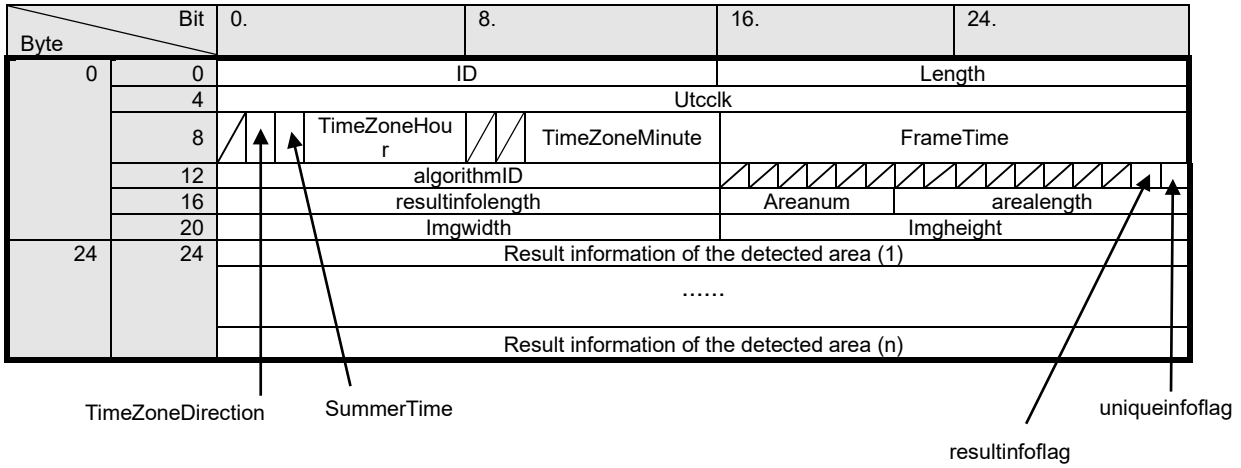 Bit 0. 8. 16. 24.
Byte
0 0 ID Length
4 Utcclk
8 TimeZoneHou
r TimeZoneMinute FrameTime
12 algorithmID
16 resultinfolength Areanum arealength
20 Imgwidth Imgheight
24 24 Result information of the detected area (1)
......
Result information of the detected area (n)
TimeZoneDirection SummerTime uniqueinfoflag
resultinfoflag